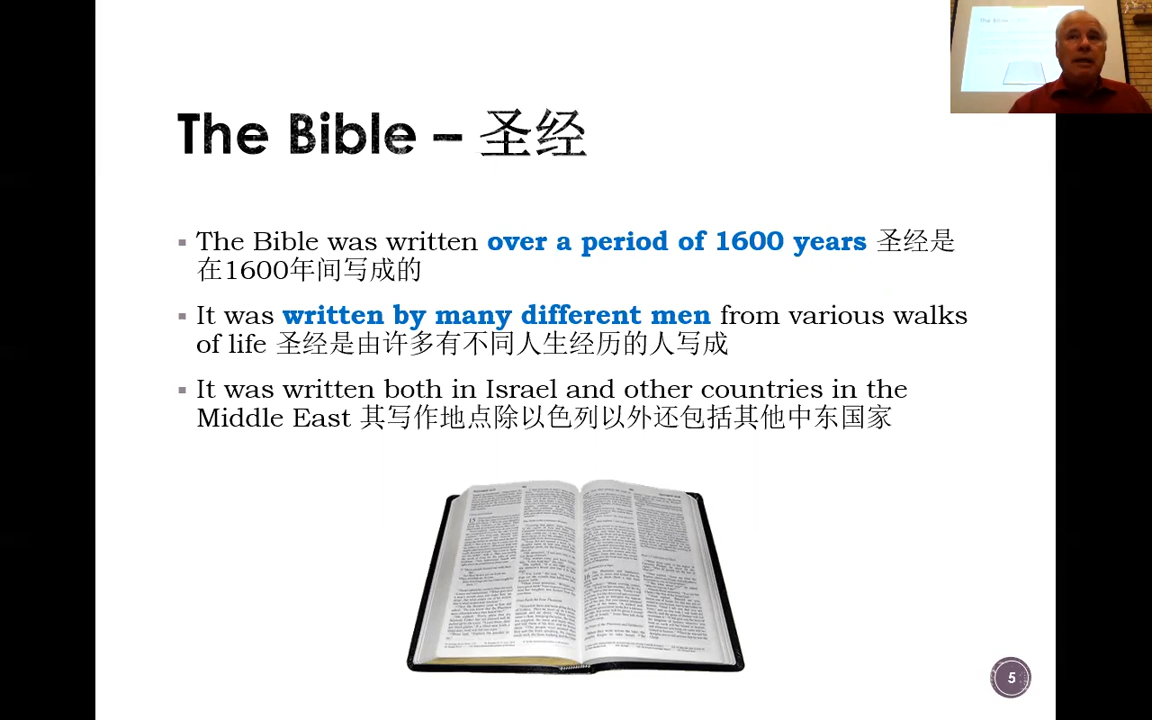 The Bible – 圣经
The Bible was written over a period of 1600 years 圣经是
在1600年间写成的
It was written by many different men from various walks
of life 圣经是由许多有不同人生经历的人写成
It was written both in Israel and other countries in the
Middle East 其写作地点除以色列以外还包括其他中东国家
5